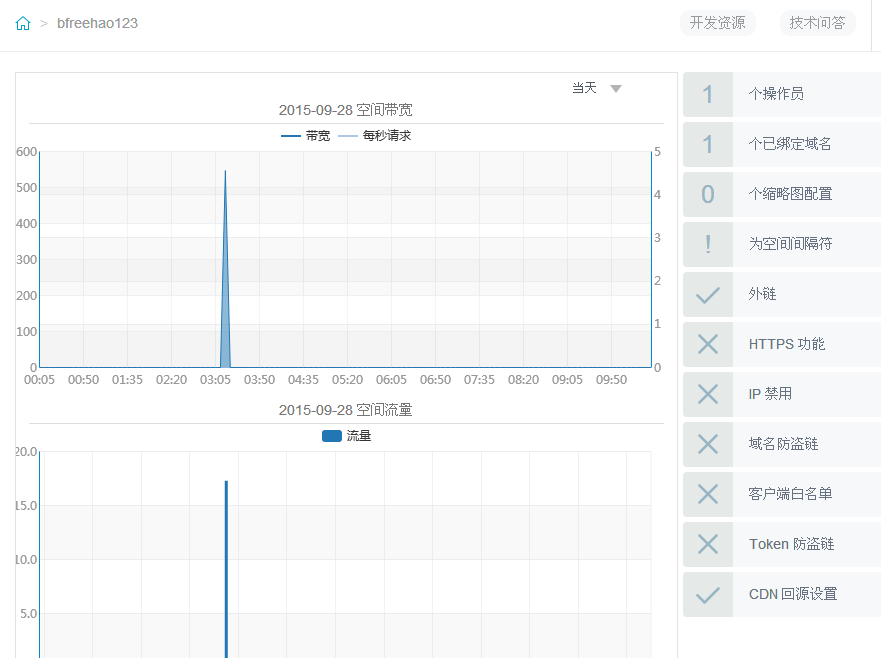 > bfreehao123
开发资源 技术问答
当天
2015-09-28 空间带宽
带宽 每秒请求
600 5
500
4
400
300 3
200 2
100 1
0 0
00:05 00:50 01:35 02:20 03:05 03:50 04:35 05:20 06:05 06:50 07:35 08:20 09:05 09:50
2015-09-28 空间流量
流量
20.0
15.0
10.0
5.0
1 个操作员
1 个已绑定域名
0 个缩略图配置
! 为空间间隔符
外链
HTTPS 功能
IP 禁用
域名防盗链
客户端白名单
Token 防盗链
CDN 回源设置